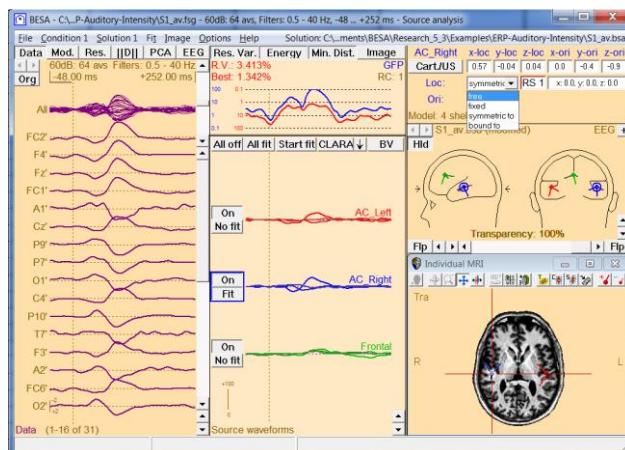 BESA - C:\...P-Auditory-Intensity\S1_av.fsg - 60dB: 64 avs, Filters: 0.5 - 40 Hz, -48 ... +252 ms - Source analysis
File Condition 1 Solution 1 Fit Image Options Help
Solution: C:\...ments\BESA\Research_5_3\Examples\ERP-Auditory-Intensity\S1.bsa
Data Mod. Res. ||D|| PCA EEG
Org
60dB: 64 avs Filters: 0.5 - 40 Hz
-48.00 ms +252.00 ms
All
FC2'
F4'
Fz'
FC1'
A1'
Cz'
P9'
P7'
O1'
C4'
P10'
T7'
F3'
A2'
FC6'
O2'
Data (1-16 of 31)
Res. Var. Energy Min. Dist. Image
R.V.: 3.413% GFP
Best: 1.342% RC: 1
All off All fit Start fit CLARA BV
On
No fit
AC_Left
On
Fit
AC_Right
On
No fit
Frontal
+100
0
Source waveforms
AC_Right x-loc y-loc z-loc x-ori y-ori z-ori
Cart./US 0.57 -0.04 0.04 0.0 -0.4 -0.9
Loc: symmetric RS 1 x: 0.0, y: 0.0, z: 0.0
Ori:
free
fixed
symmetric to
bound to
Model: 4 shel
S1_av.bsa (modified) EEG
Hld
Transparency: 100%
Flp Flp
Individual MRI
Tra
R L